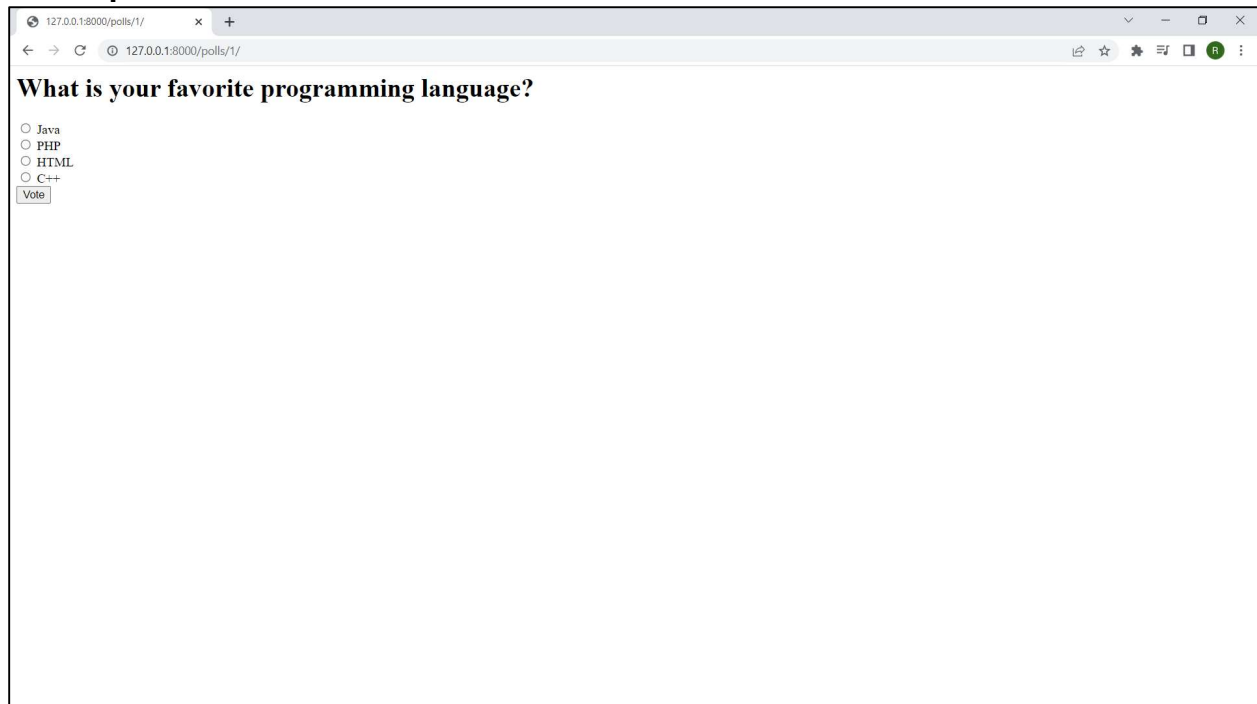 127.0.0.1:8000/polls/1/
127.0.0.1:8000/polls/1/
R
What is your favorite programming language?
Java
PHP
HTML
C++
Vote